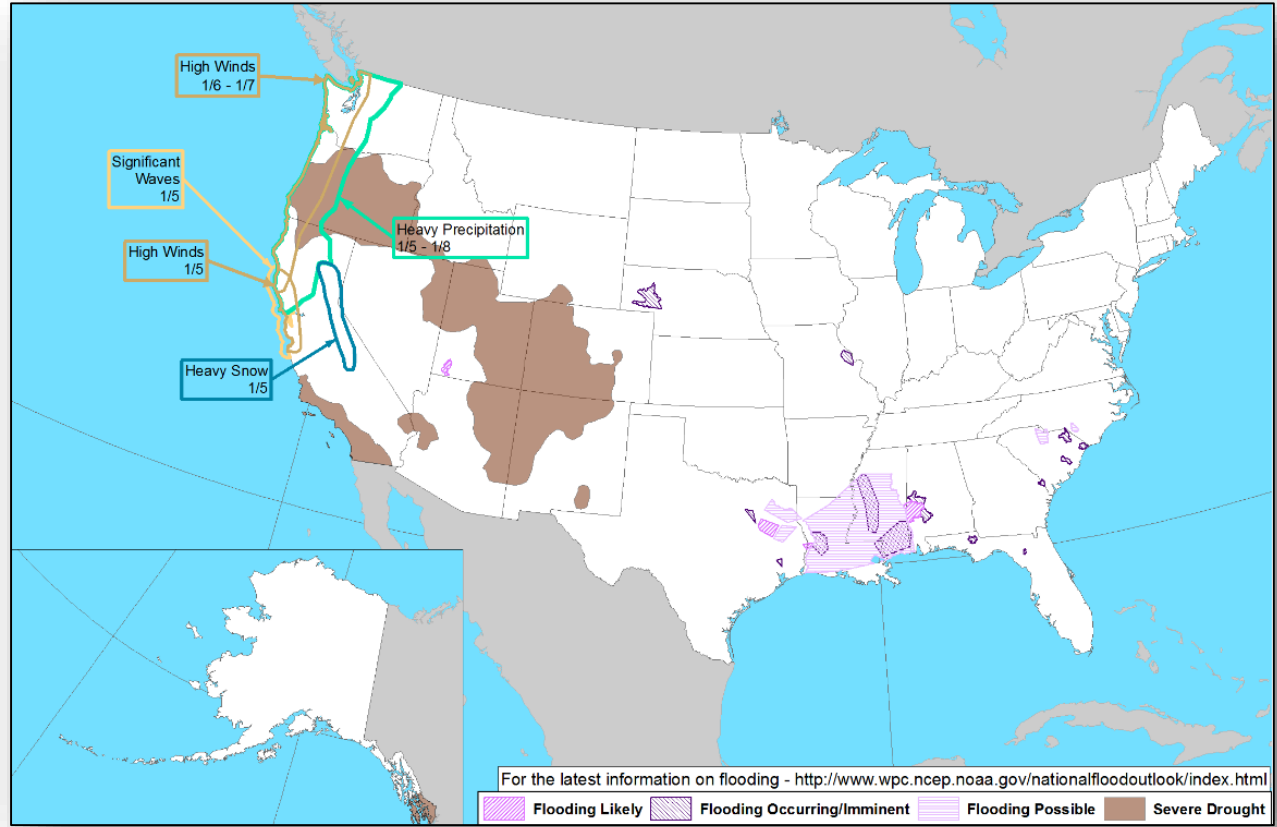 High Winds
1/6 - 1/7
Significant
Waves
1/5
High Winds
1/5
Heavy Precipitation
1/5 - 1/8
Heavy Snow
1/5
For the latest information on flooding - http://www.wpc.ncep.noaa.gov/nationalfloodoutlook/index.html
Flooding Likely
Flooding Occurring/Imminent
Flooding Possible
Severe Drought